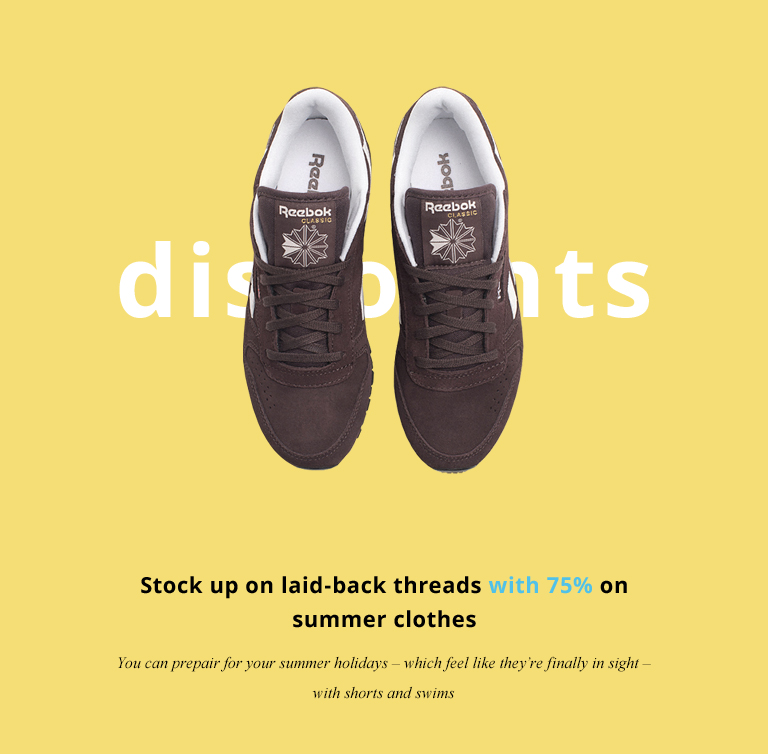 Reebok
CLASSIC
Reebok
CLASSIC
discounts
Stock up on laid-back threads with 75% on
summer clothes
You can prepair for your summer holidays – which feel like they're finally in sight –
with shorts and swims